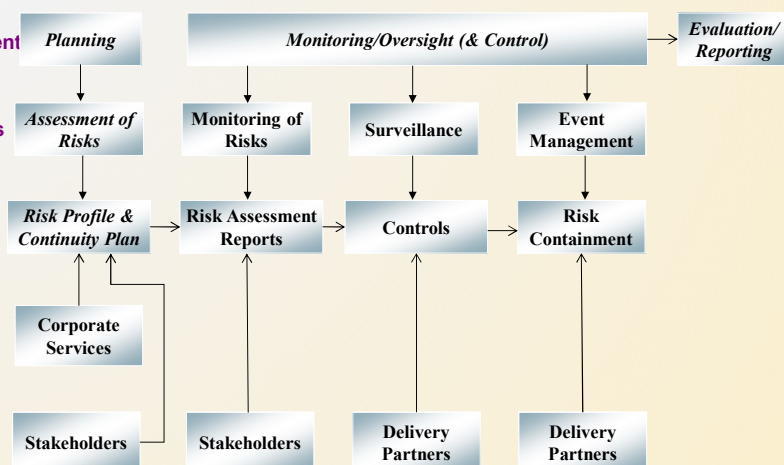 ent
Planning
Monitoring/Oversight (& Control)
Evaluation/
Reporting
s
Assessment of
Risks
Monitoring of
Risks
Surveillance
Event
Management
Risk Profile &
Continuity Plan
Risk Assessment
Reports
Controls
Risk
Containment
Corporate
Services
Stakeholders
Stakeholders
Delivery
Partners
Delivery
Partners